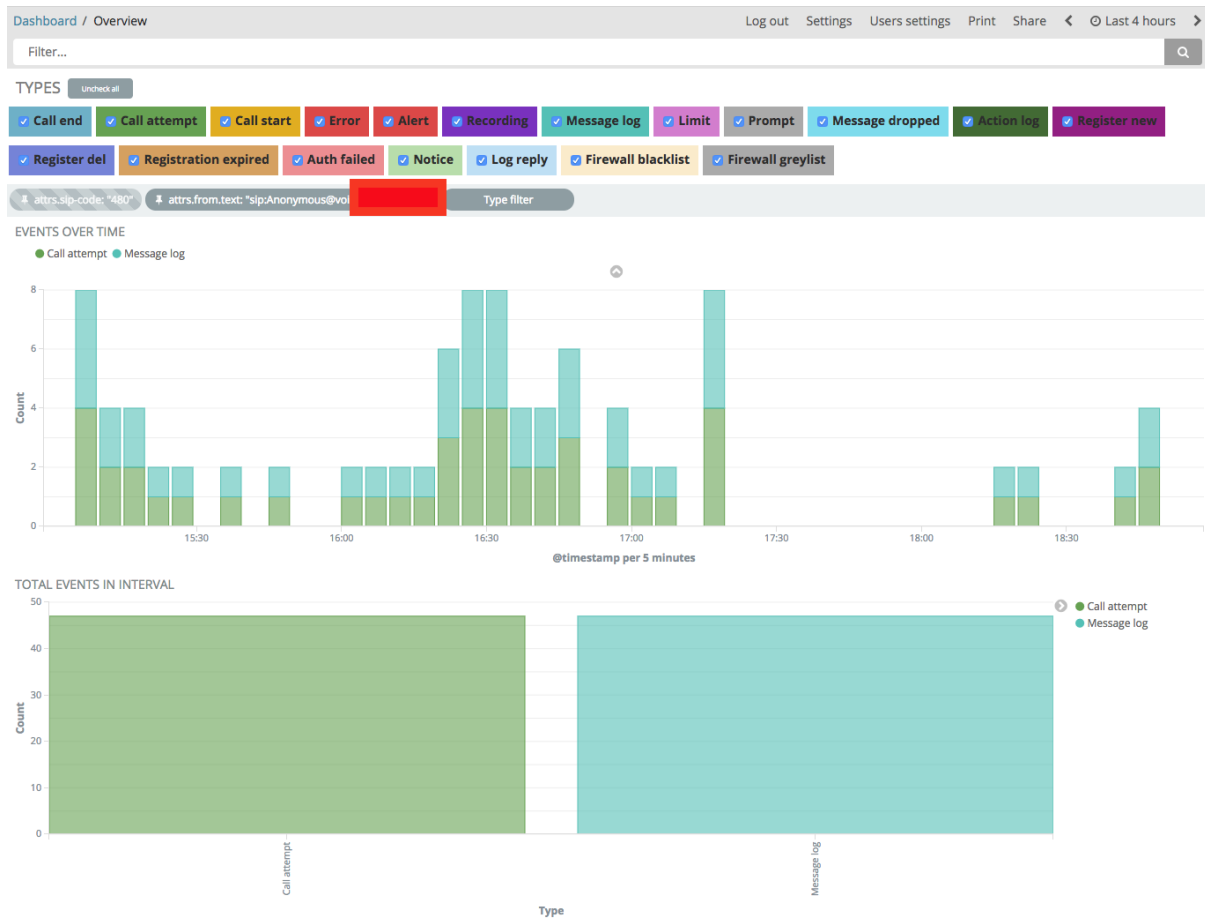 Dashboard / Overview Log out Settings Users settings Print Share Last 4 hours
Filter...
TYPES Uncheck all
Call end Call attempt Call start Error Alert Recording Message log Limit Prompt Message dropped Action log Register new
Register del Registration expired Auth failed Notice Log reply Firewall blacklist Firewall greylist
attrs.sip-code: "480" attrs.from.text: "sip:Anonymous@vol Type filter
EVENTS OVER TIME
Call attempt Message log
8
6
4
2
0
Count
15:30 16:00 16:30 17:00 17:30 18:00 18:30
@timestamp per 5 minutes
TOTAL EVENTS IN INTERVAL
50
40
30
20
10
0
Count
Call attempt
Message log
Call attempt
Message log
Type